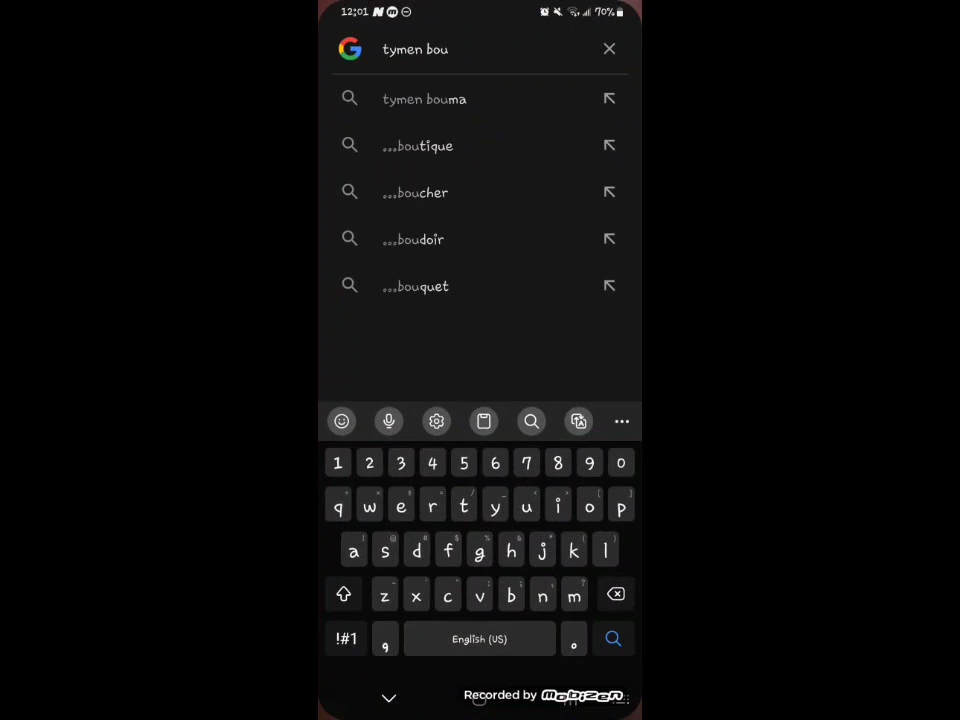 12:01 N m 70%
G tymen bou
tymen bouma
...boutique
...boucher
...boudoir
...bouquet
1 2 3 4 5 6 7 8 9 0
q w e r t y u i o p
a s d f g h j k l
z x c v b n m
!#1 , English (US) .
Recorded by mobizen